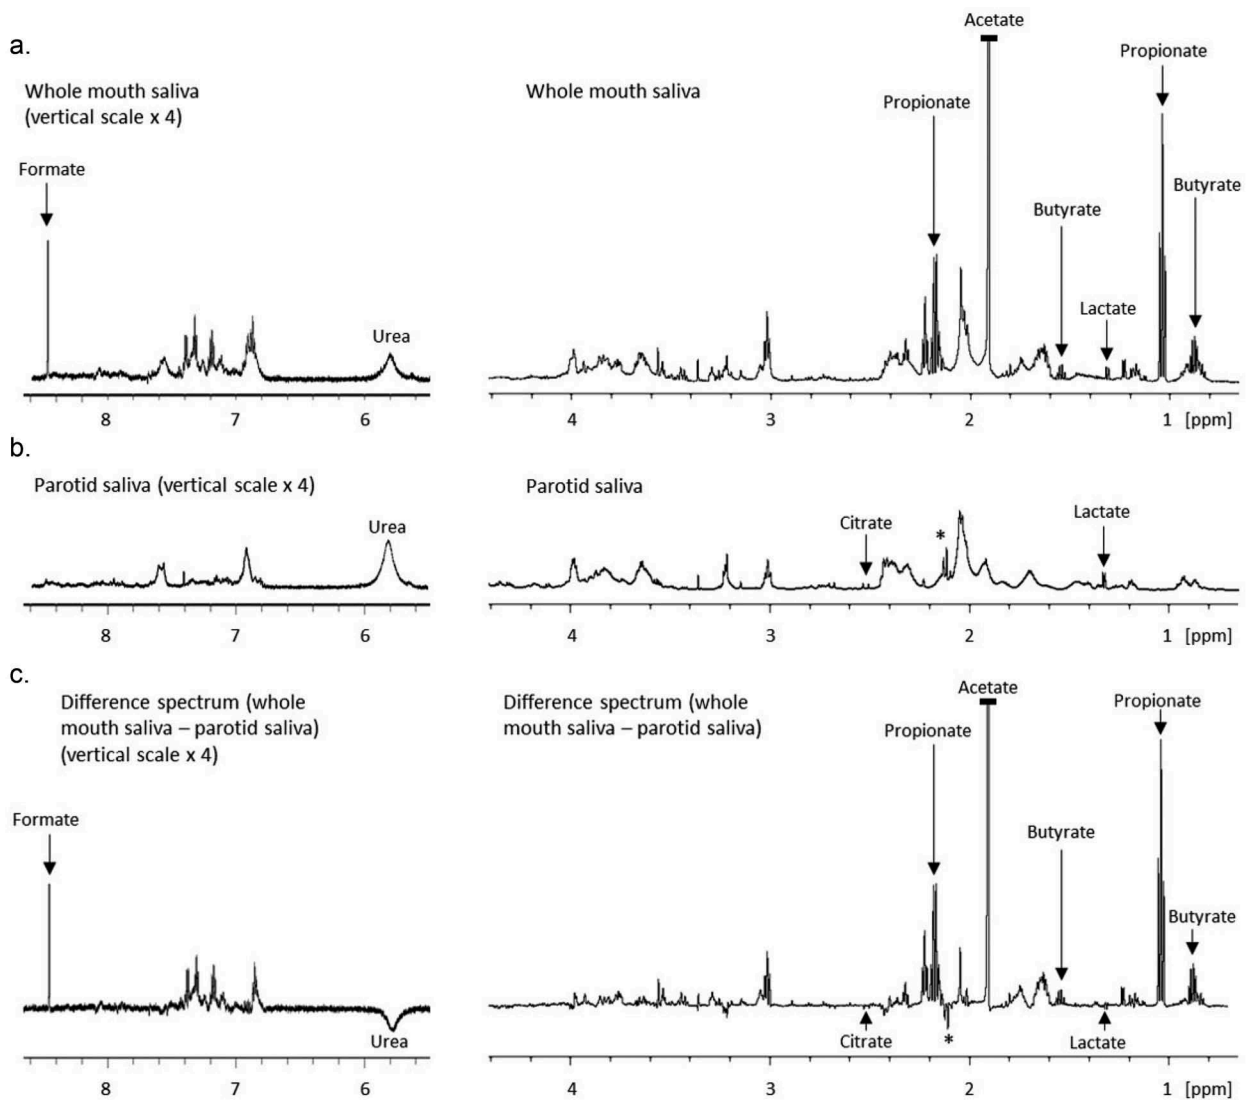 a.
Whole mouth saliva
(vertical scale x 4)
Formate
Urea
8 7 6
Whole mouth saliva
Propionate
Acetate
Propionate
Butyrate
Butyrate
Lactate
4 3 2 1 [ppm]
b.
Parotid saliva (vertical scale x 4)
Urea
8 7 6
Parotid saliva
Citrate
*
Lactate
4 3 2 1 [ppm]
c.
Difference spectrum (whole
mouth saliva – parotid saliva)
(vertical scale x 4)
Formate
Urea
8 7 6
Difference spectrum (whole
mouth saliva – parotid saliva)
Acetate
Propionate
Propionate
Butyrate
Butyrate
Citrate
*
Lactate
4 3 2 1 [ppm]